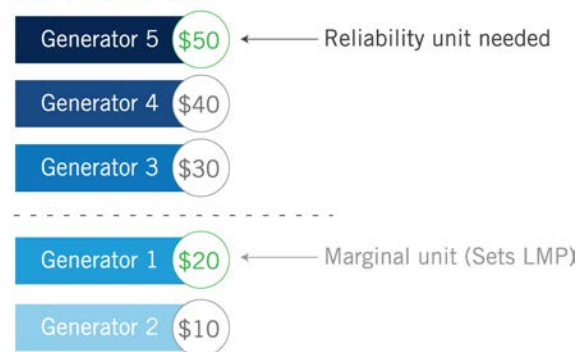 Generator 5 $50 Reliability unit needed
Generator 4 $40
Generator 3 $30
Generator 1 $20 Marginal unit (Sets LMP)
Generator 2 $10